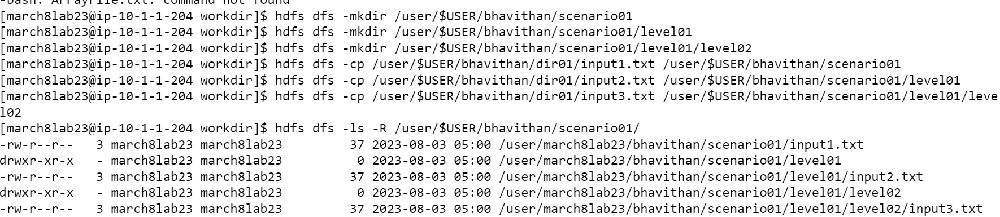 -bash: ArrayFile.txt: command not found
[march8lab23@ip-10-1-1-204 workdir]$ hdfs dfs -mkdir /user/$USER/bhavithan/scenario01
[march8lab23@ip-10-1-1-204 workdir]$ hdfs dfs -mkdir /user/$USER/bhavithan/scenario01/level01
[march8lab23@ip-10-1-1-204 workdir]$ hdfs dfs -mkdir /user/$USER/bhavithan/scenario01/level01/level02
[march8lab23@ip-10-1-1-204 workdir]$ hdfs dfs -cp /user/$USER/bhavithan/dir01/input1.txt /user/$USER/bhavithan/scenario01
[march8lab23@ip-10-1-1-204 workdir]$ hdfs dfs -cp /user/$USER/bhavithan/dir01/input2.txt /user/$USER/bhavithan/scenario01/level01
[march8lab23@ip-10-1-1-204 workdir]$ hdfs dfs -cp /user/$USER/bhavithan/dir01/input3.txt /user/$USER/bhavithan/scenario01/level01/leve
l02
[march8lab23@ip-10-1-1-204 workdir]$ hdfs dfs -ls -R /user/$USER/bhavithan/scenario01/
-rw-r--r--   3 march8lab23 march8lab23         37 2023-08-03 05:00 /user/march8lab23/bhavithan/scenario01/input1.txt
drwxr-xr-x   - march8lab23 march8lab23          0 2023-08-03 05:00 /user/march8lab23/bhavithan/scenario01/level01
-rw-r--r--   3 march8lab23 march8lab23         37 2023-08-03 05:00 /user/march8lab23/bhavithan/scenario01/level01/input2.txt
drwxr-xr-x   - march8lab23 march8lab23          0 2023-08-03 05:00 /user/march8lab23/bhavithan/scenario01/level01/level02
-rw-r--r--   3 march8lab23 march8lab23         37 2023-08-03 05:00 /user/march8lab23/bhavithan/scenario01/level01/level02/input3.txt